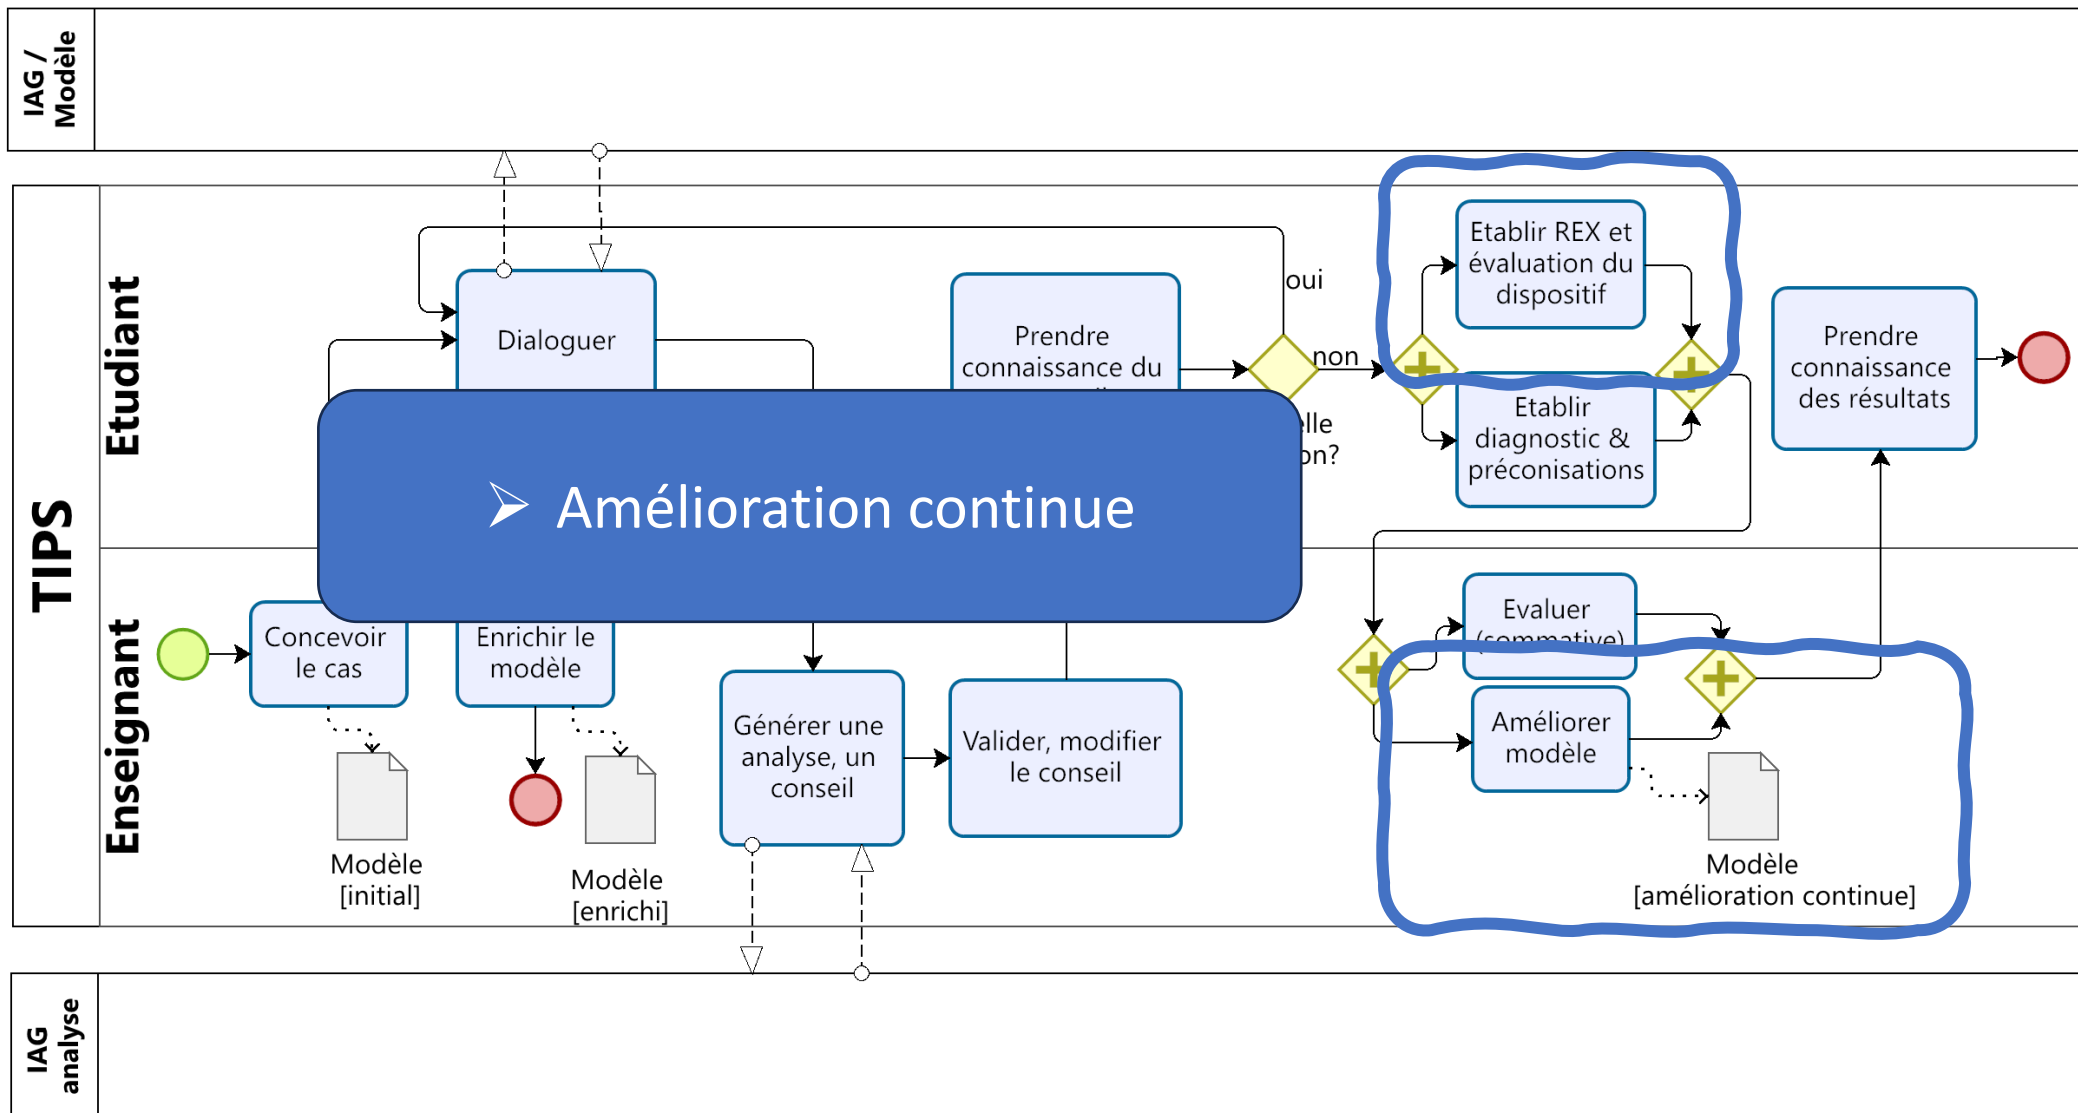 IAG /
Modèle
TIPS
Etudiant
Dialoguer
Prendre
connaissance du
oui
non
Etablir REX et
évaluation du
dispositif
Etablir
diagnostic &
préconisations
Prendre
connaissance
des résultats
➢ Amélioration continue
Enseignant
Concevoir
le cas
Modèle
[initial]
Enrichir le
modèle
Modèle
[enrichi]
Générer une
analyse, un
conseil
Valider, modifier
le conseil
Evaluer
(sommative)
Améliorer
modèle
Modèle
[amélioration continue]
IAG
analyse